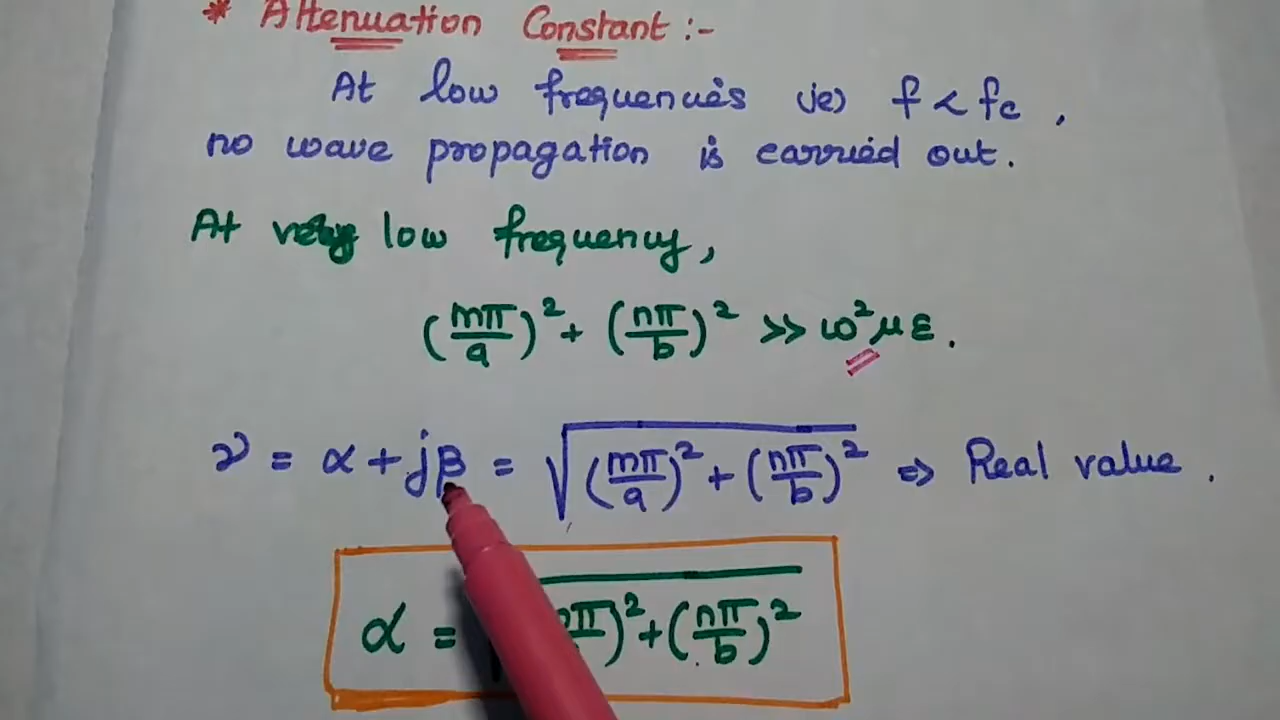 * Attenuation Constant :-
At low frequencies ie) f < fc ,
no wave propagation is carried out.
At very low frequency,
(mπ/a)² + (nπ/b)² >> ω²με.
γ = α + jβ = √(mπ/a)² + (nπ/b)² ⇒ Real value.
α = )² + (nπ/b)²